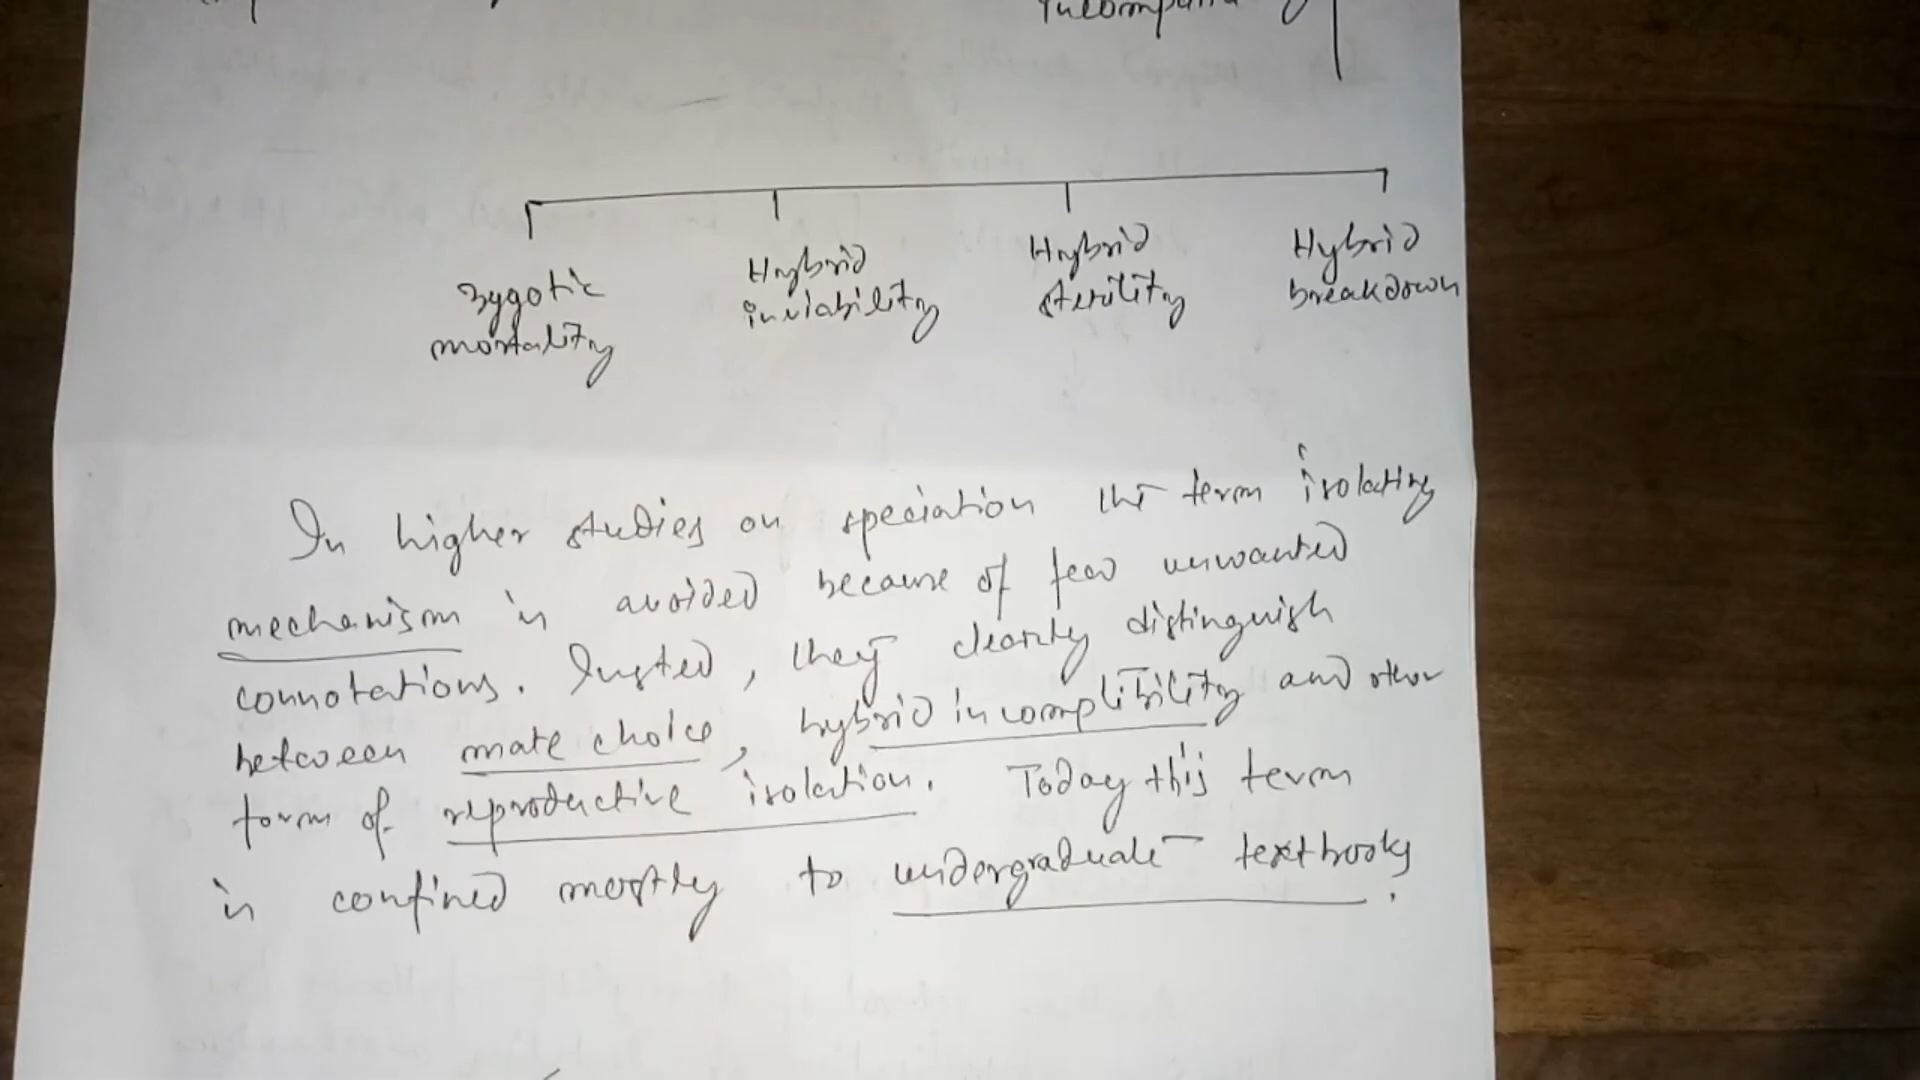 Incompatibility
Zygotic Hybrid Hybrid Hybrid
mortality inviability sterility breakdown
In higher studies on speciation the term isolating
mechanism is avoided because of few unwanted
connotations. Insted, they clearly distinguish
between mate choice, hybrid incomplibility and other
form of reproductive isolation. Today this term
is confined mostly to undergraduate textbooks.